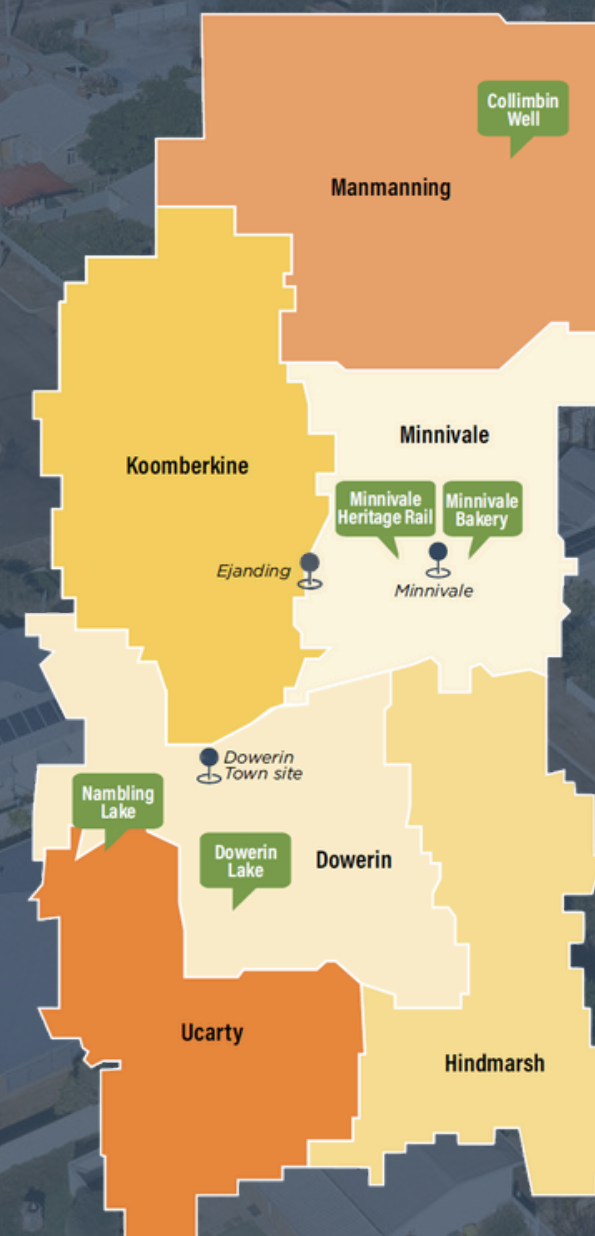 Collimbin
Well
Manmanning
Minnivale
Koomberkine
Minnivale
Heritage Rail
Minnivale
Bakery
Ejanding
Minnivale
Dowerin
Town site
Nambling
Lake
Dowerin
Lake
Dowerin
Ucarty
Hindmarsh